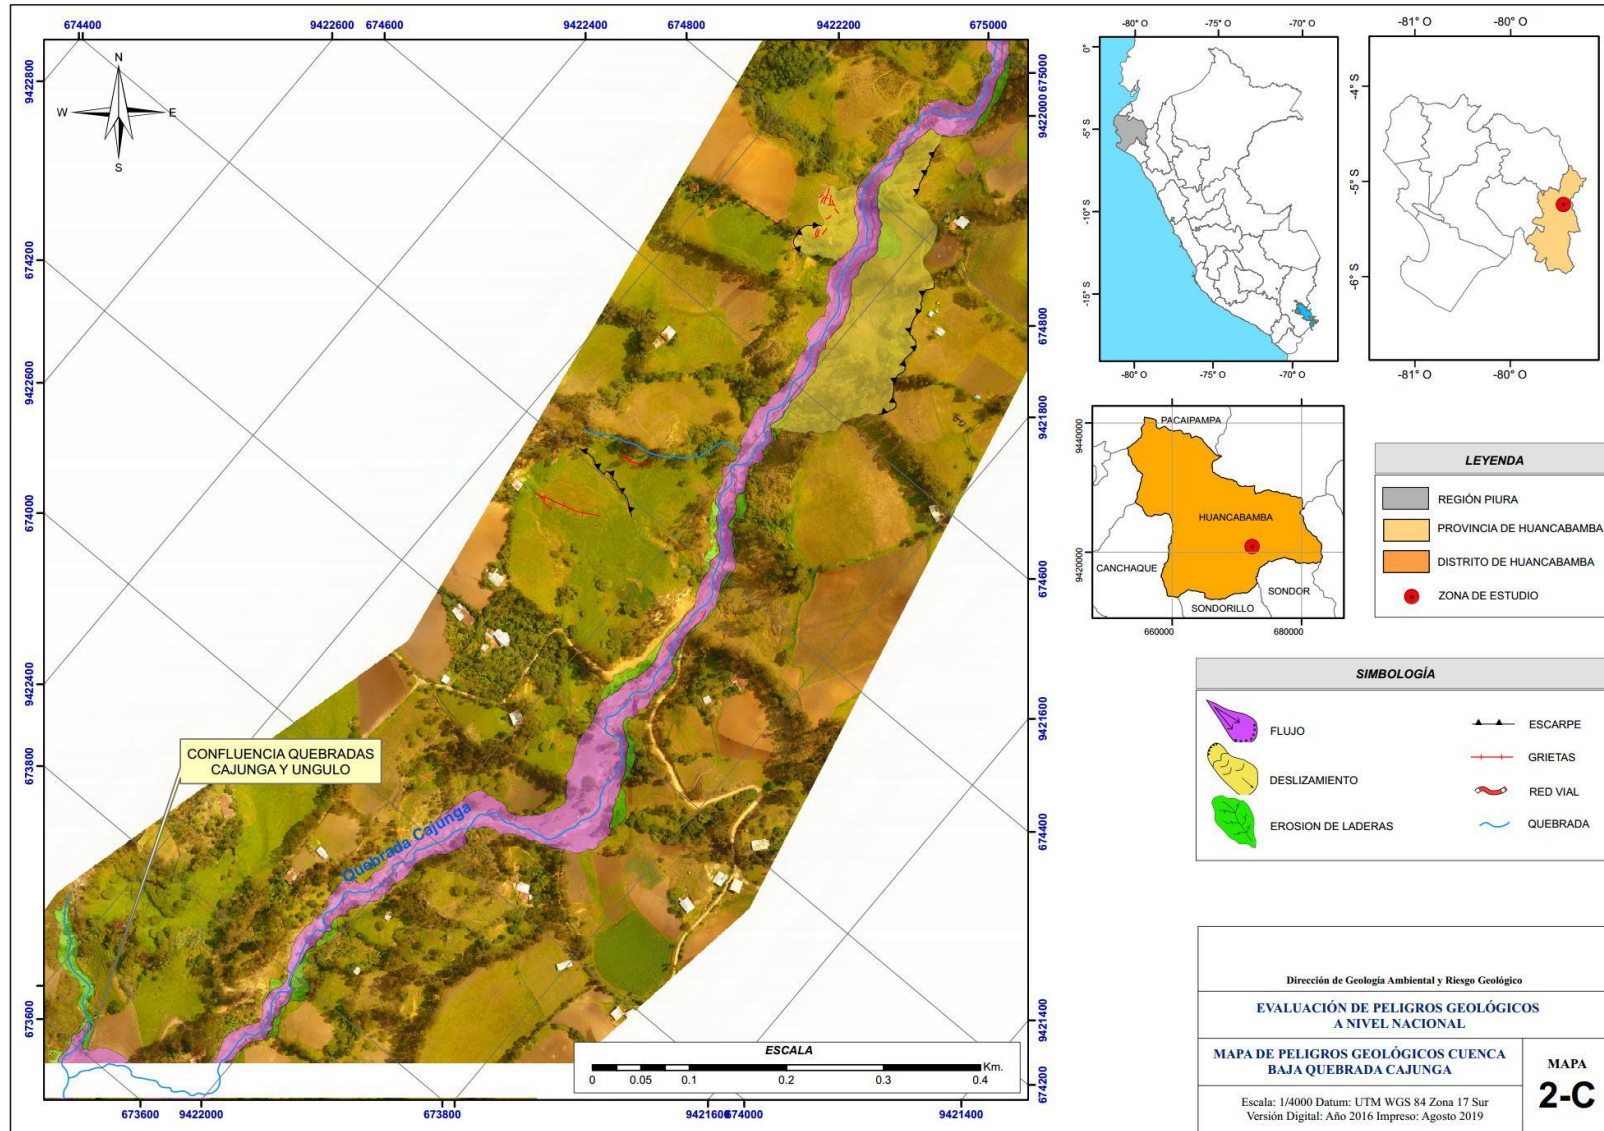 674400
9422600
674600
9422400
674800
9422200
675000
9422800
674200
9422600
674000
9422400
673800
673600
675000
9422000
674800
9421800
674600
9421600
674400
9421400
674200
673600
9422000
673800
9421600
674000
9421400
N
W
E
S
CONFLUENCIA QUEBRADAS
CAJUNGA Y UNGULO
Quebrada Cajunga
ESCALA
0 0.05 0.1 0.2 0.3 0.4 Km.
-80° O -75° O -70° O
0°
-5° S
-10° S
-15° S
-80° O -75° O -70° O
-81° O -80° O
-4° S
-5° S
-6° S
-81° O -80° O
PACAIPAMPA
9440000
HUANCABAMBA
9420000
CANCHAQUE
SONDOR
SONDORILLO
660000 680000
LEYENDA
REGIÓN PIURA
PROVINCIA DE HUANCABAMBA
DISTRITO DE HUANCABAMBA
ZONA DE ESTUDIO
SIMBOLOGÍA
FLUJO
DESLIZAMIENTO
EROSION DE LADERAS
ESCARPE
GRIETAS
RED VIAL
QUEBRADA
Dirección de Geología Ambiental y Riesgo Geológico
EVALUACIÓN DE PELIGROS GEOLÓGICOS
A NIVEL NACIONAL
MAPA DE PELIGROS GEOLÓGICOS CUENCA
BAJA QUEBRADA CAJUNGA
Escala: 1/4000 Datum: UTM WGS 84 Zona 17 Sur
Versión Digital: Año 2016 Impreso: Agosto 2019
MAPA
2-C